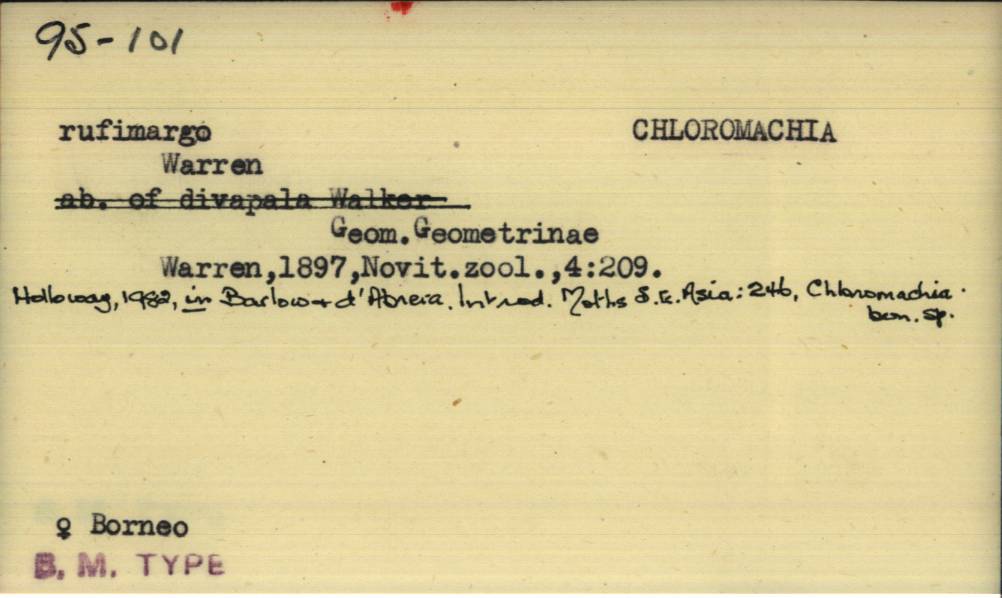 95-101
rufimargo CHLOROMACHIA
Warren
ab. of divapala Walker
Geom. Geometrinae
Warren,1897,Novit.zool.,4:209.
Holloway, 1982, in Barlow & d'Abrera. Introd. Moths S.E. Asia: 246, Chloromachia.
bon. sp.
♀ Borneo
B. M. TYPE